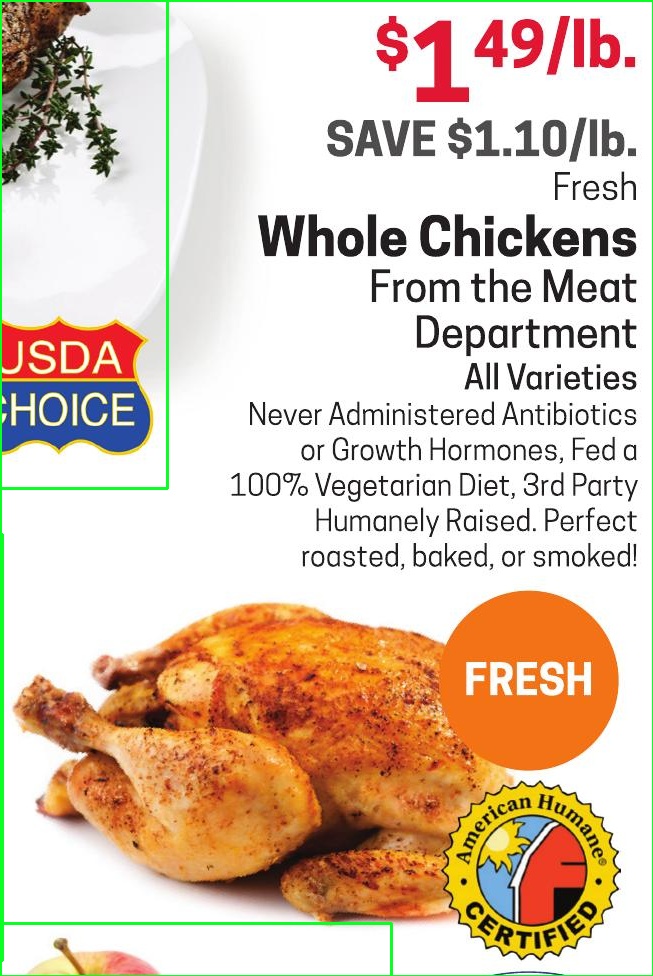 $1 49/lb.
SAVE $1.10/lb.
Fresh
Whole Chickens
From the Meat
Department
All Varieties
Never Administered Antibiotics
or Growth Hormones, Fed a
100% Vegetarian Diet, 3rd Party
Humanely Raised. Perfect
roasted, baked, or smoked!
USDA
CHOICE
FRESH
American Humane®
CERTIFIED